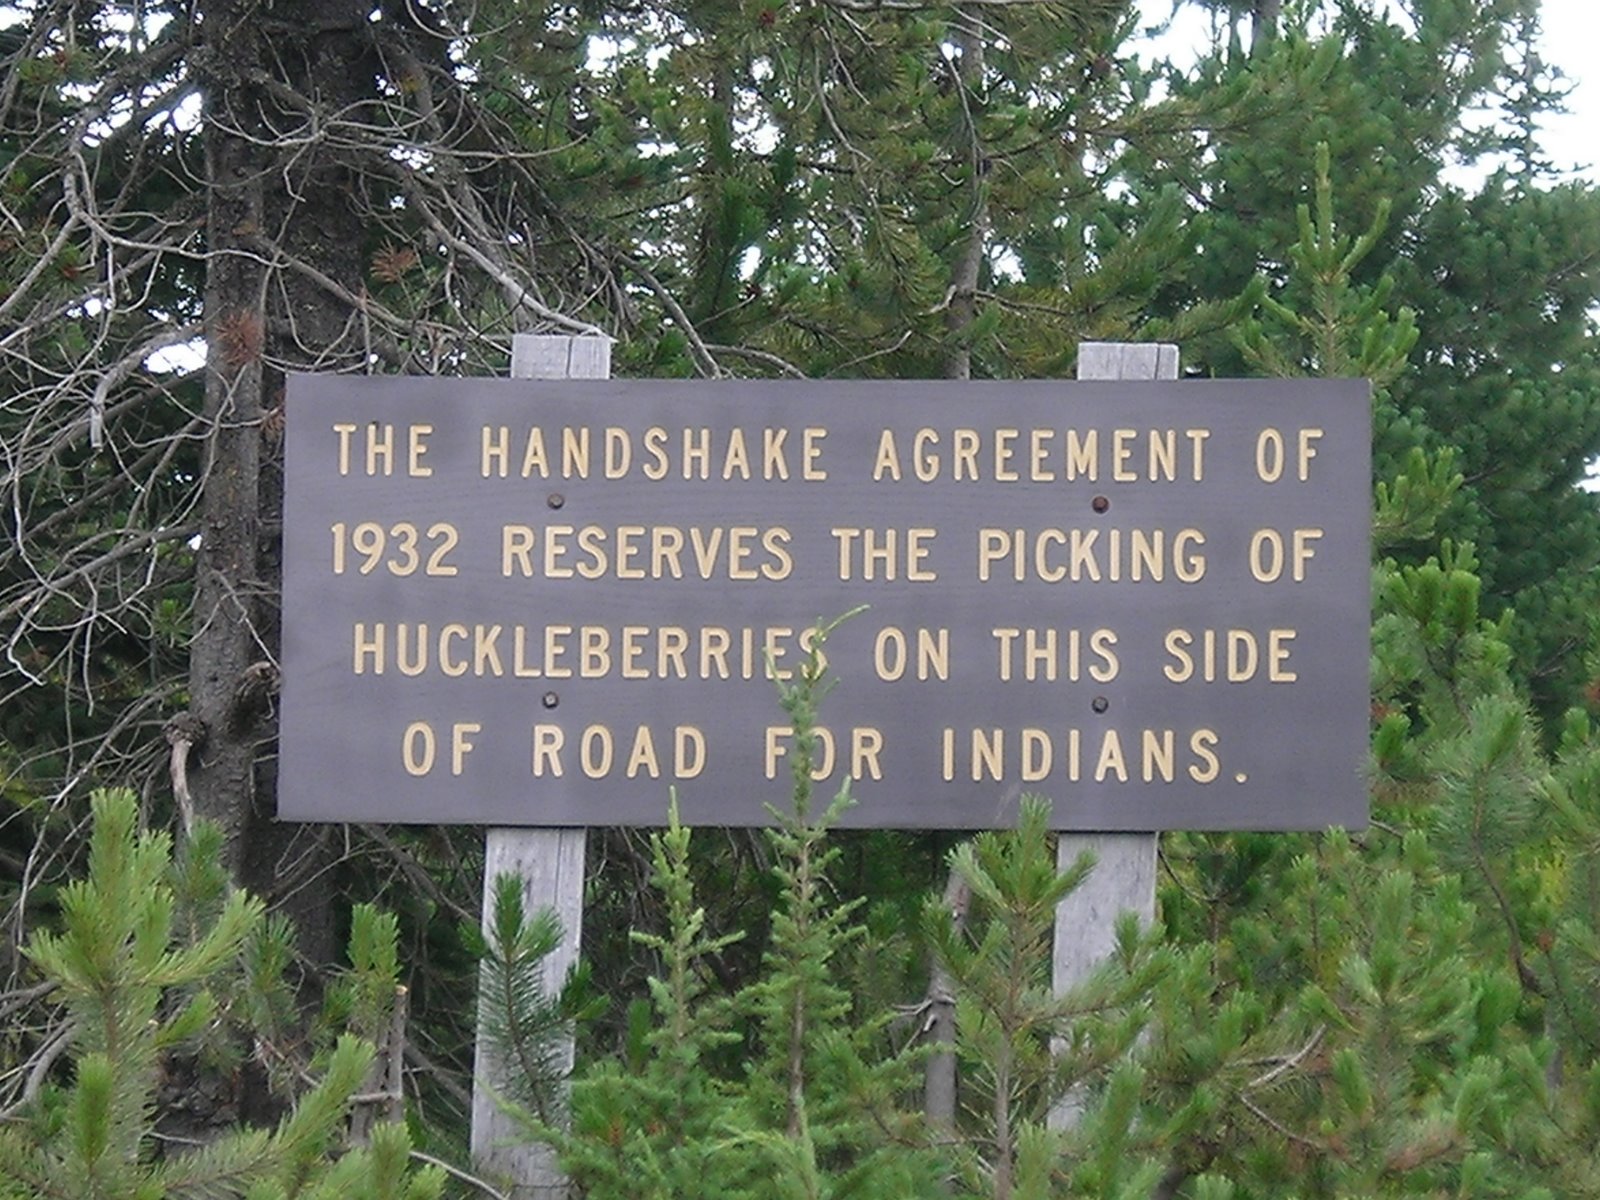 THE HANDSHAKE AGREEMENT OF
1932 RESERVES THE PICKING OF
HUCKLEBERRIES ON THIS SIDE
OF ROAD FOR INDIANS.